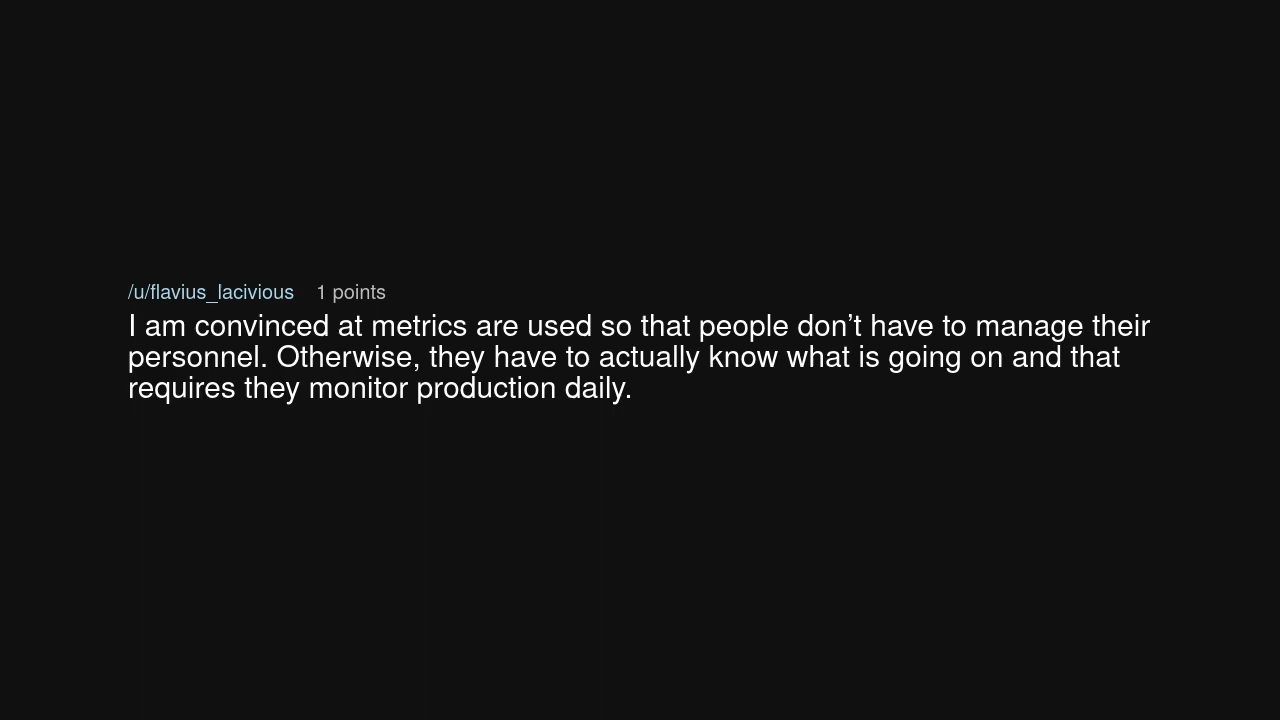 /u/flavius_lacivious 1 points
I am convinced at metrics are used so that people don’t have to manage their
personnel. Otherwise, they have to actually know what is going on and that
requires they monitor production daily.